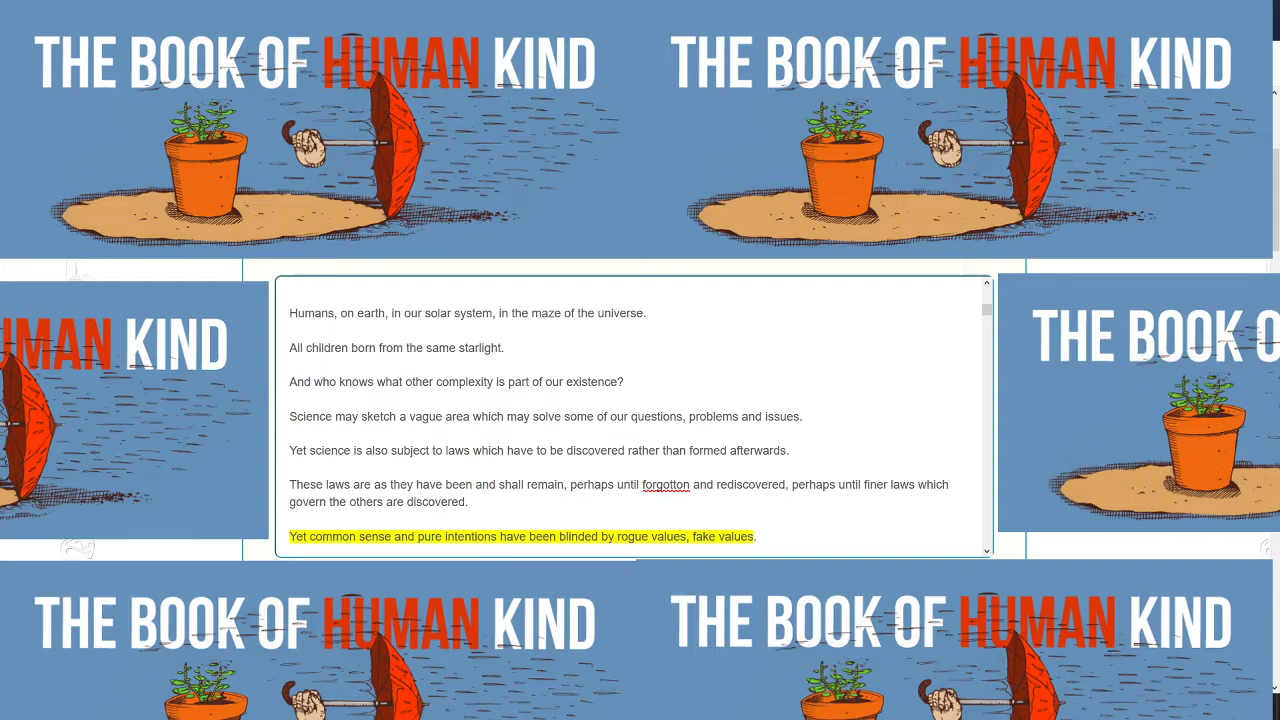 THE BOOK OF HUMAN KIND
THE BOOK OF HUMAN KIND
Humans, on earth, in our solar system, in the maze of the universe.
All children born from the same starlight.
And who knows what other complexity is part of our existence?
Science may sketch a vague area which may solve some of our questions, problems and issues.
Yet science is also subject to laws which have to be discovered rather than formed afterwards.
These laws are as they have been and shall remain, perhaps until forgotton and rediscovered, perhaps until finer laws which
govern the others are discovered.
Yet common sense and pure intentions have been blinded by rogue values, fake values.
UMAN KIND
THE BOOK O
THE BOOK OF HUMAN KIND
THE BOOK OF HUMAN KIND